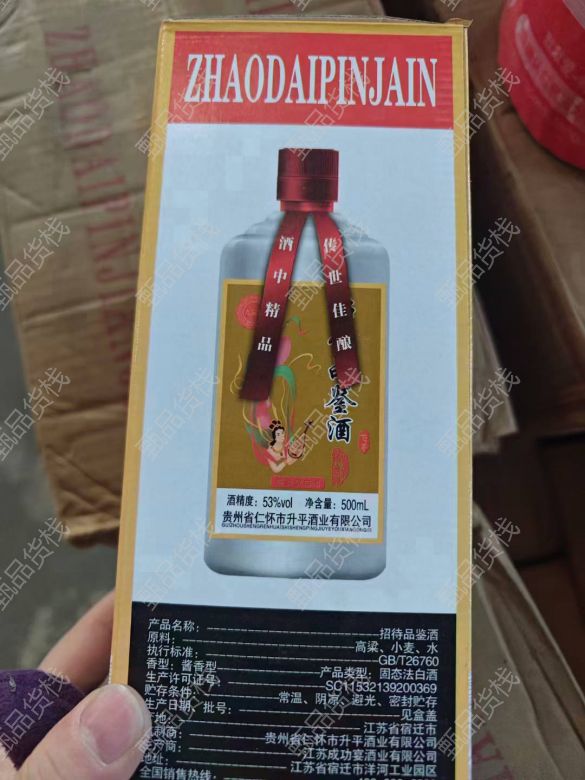 ZHAODAIPINJAIN
酒中精品
传世佳酿
鉴酒
酒精度：53%vol 净含量：500mL
贵州省仁怀市升平酒业有限公司
产品名称：招待品鉴酒
原料：高粱、小麦、水
执行标准：GB/T26760
香型：酱香型 产品类型：固态法白酒
生产许可证号：SC11532139200369
贮存条件：常温、阴凉、避光、密封贮存
生产日期、批号：见盒盖
产地：江苏省宿迁市
贵州省仁怀市升平酒业有限公司
江苏成功宴酒业有限公司
江苏省宿迁市洋河工业园区
全国销售热线：
ZHAODAIPINJIAN
甄品货栈